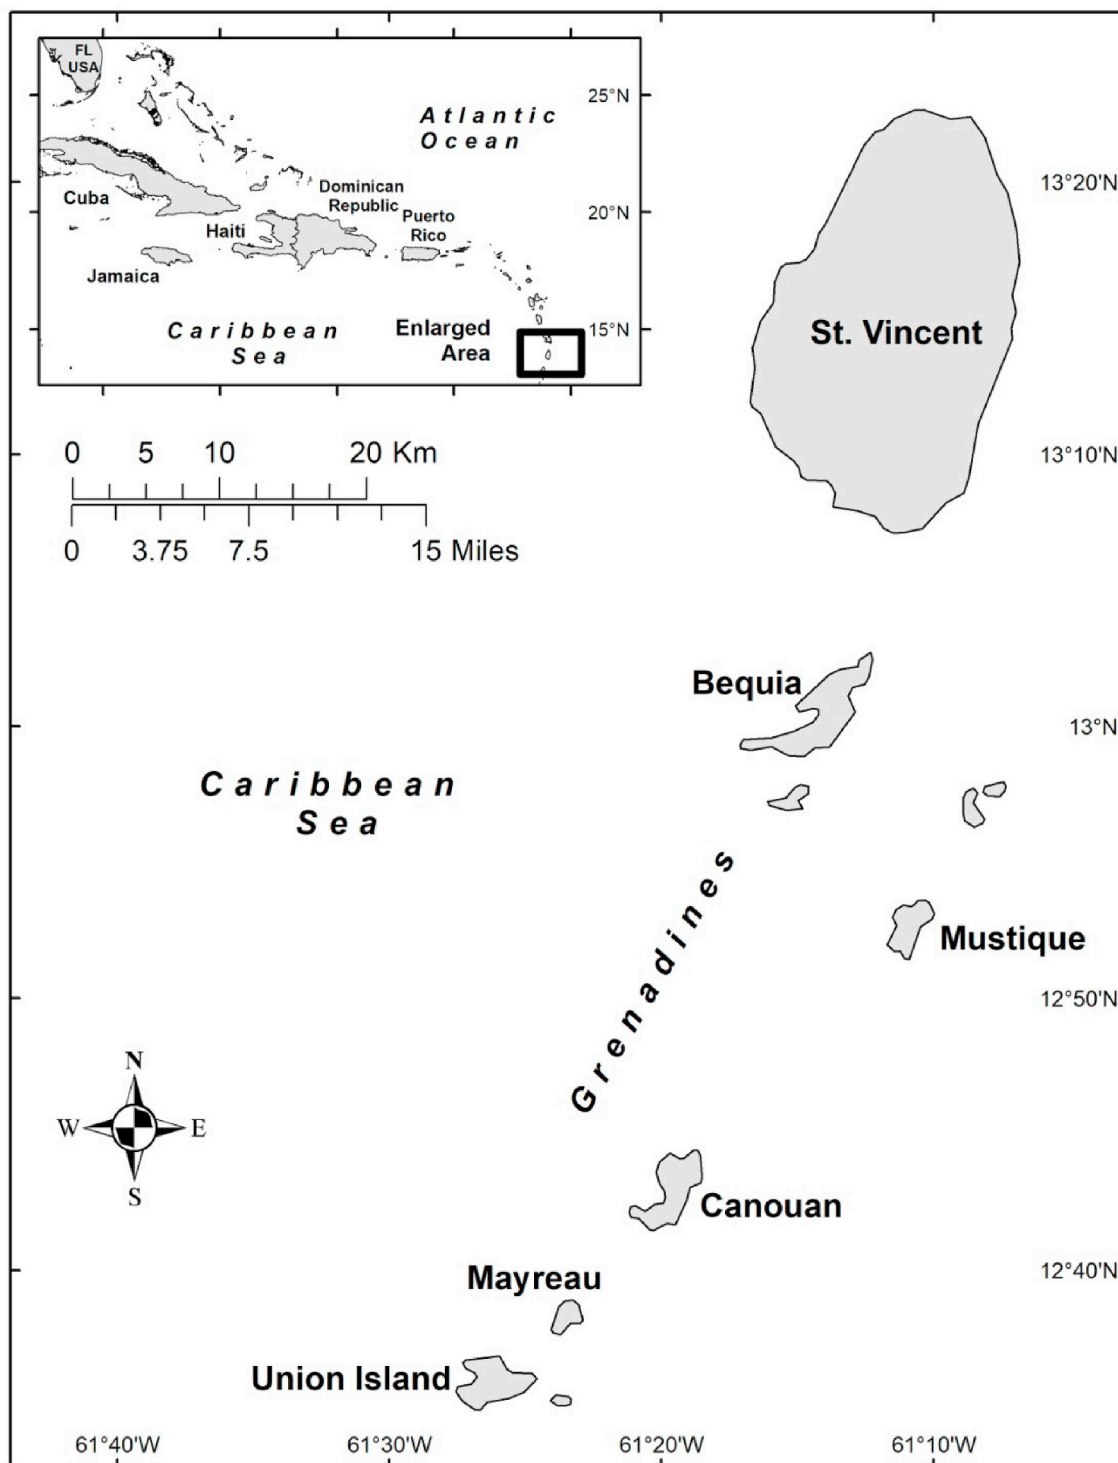 FL
USA
Atlantic
Ocean
25°N
Cuba
Dominican
Republic
20°N
Haiti
Puerto
Rico
Jamaica
Caribbean
Sea
Enlarged
Area
15°N
13°20'N
St. Vincent
0 5 10 20 Km
0 3.75 7.5 15 Miles
13°10'N
Bequia
13°N
Caribbean
Sea
Grenadines
Mustique
12°50'N
N
W E
S
Canouan
12°40'N
Mayreau
Union Island
61°40'W 61°30'W 61°20'W 61°10'W